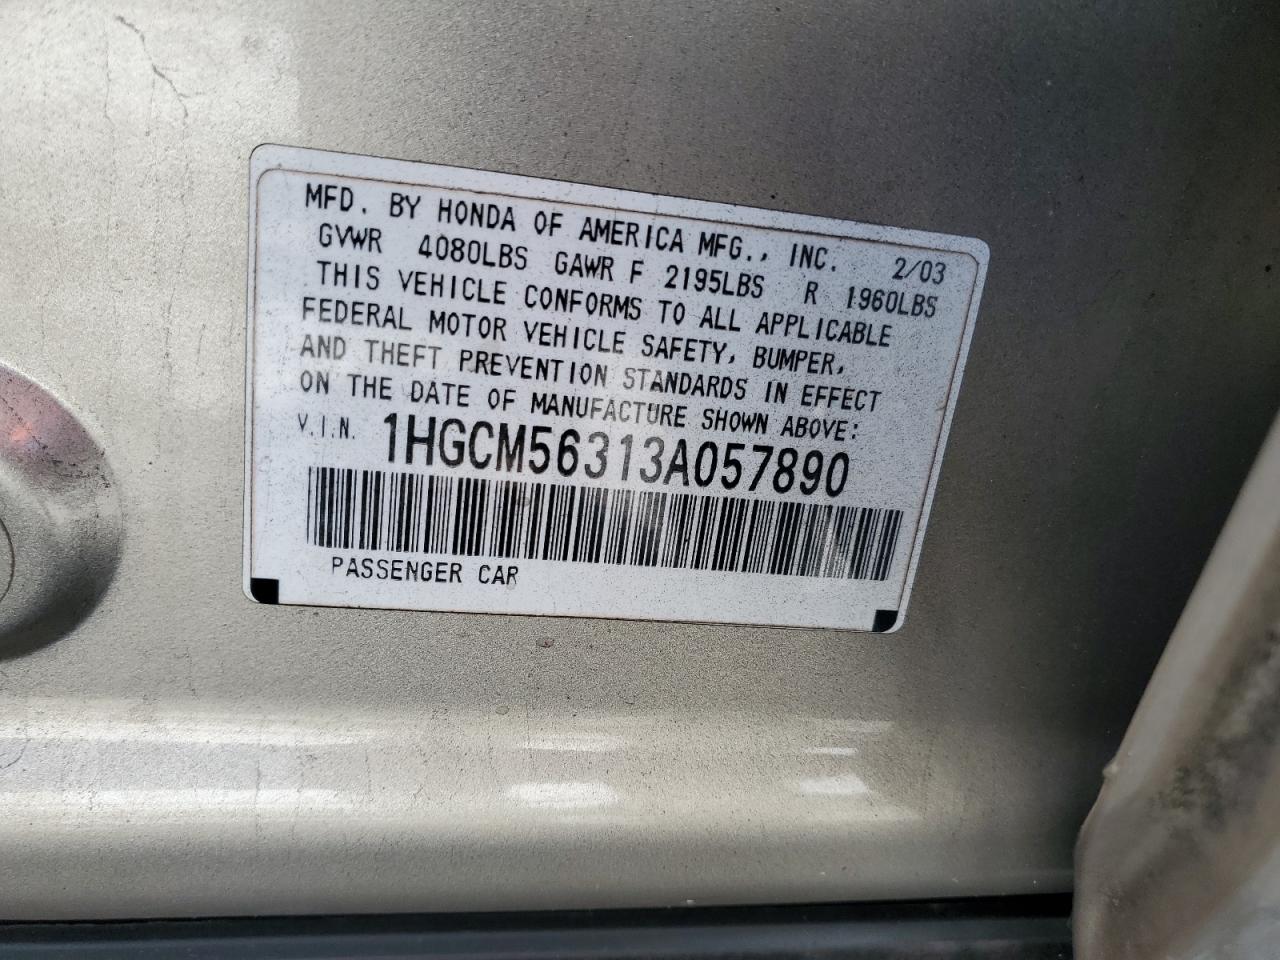 MFD. BY HONDA OF AMERICA MFG., INC. 2/03
GVWR 4080LBS GAWR F 2195LBS R 1960LBS
THIS VEHICLE CONFORMS TO ALL APPLICABLE
FEDERAL MOTOR VEHICLE SAFETY, BUMPER,
AND THEFT PREVENTION STANDARDS IN EFFECT
ON THE DATE OF MANUFACTURE SHOWN ABOVE:
V.I.N. 1HGCM56313A057890
PASSENGER CAR